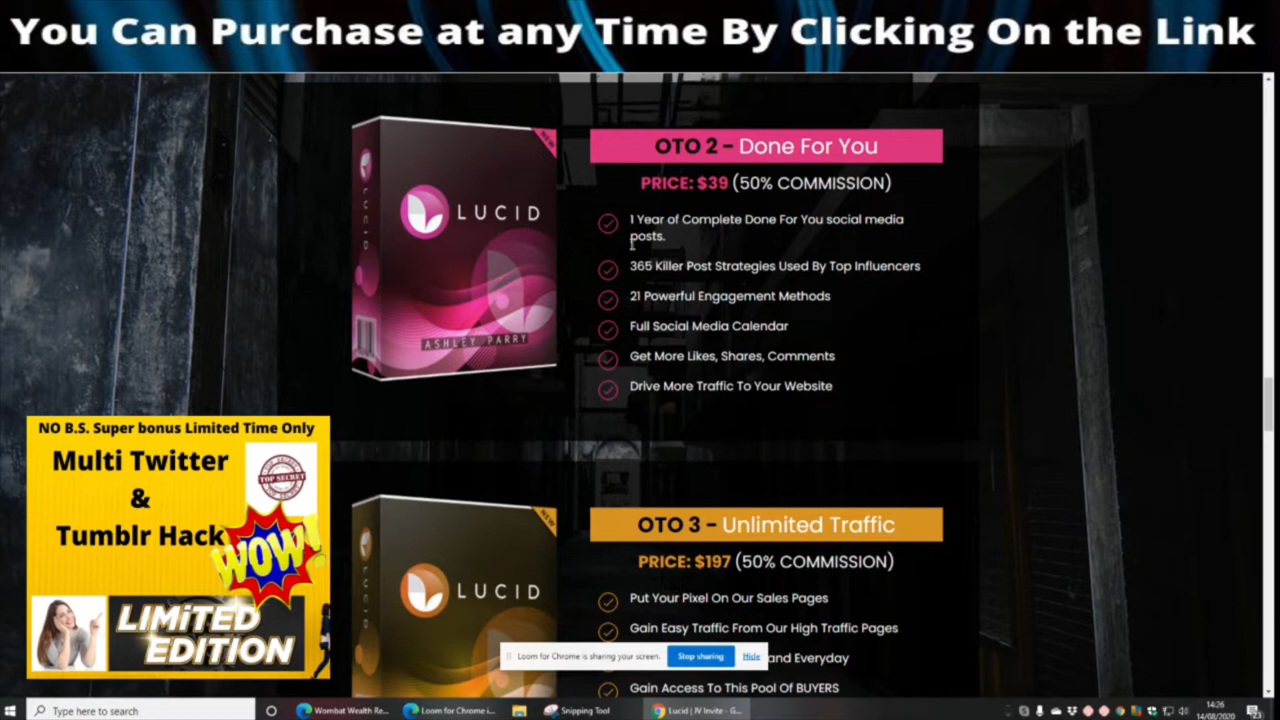 You Can Purchase at any Time By Clicking On the Link
NEW
LUCID
LUCID
ASHLEY PARRY
OTO 2 – Done For You
PRICE: $39 (50% COMMISSION)
1 Year of Complete Done For You social media
posts.
365 Killer Post Strategies Used By Top Influencers
21 Powerful Engagement Methods
Full Social Media Calendar
Get More Likes, Shares, Comments
Drive More Traffic To Your Website
NO B.S. Super bonus Limited Time Only
Multi Twitter
&
Tumblr Hack
TOP SECRET
WOW!
LIMITED
EDITION
NEW
LUCID
LUCID
OTO 3 – Unlimited Traffic
PRICE: $197 (50% COMMISSION)
Put Your Pixel On Our Sales Pages
Gain Easy Traffic From Our High Traffic Pages
and Everyday
Gain Access To This Pool Of BUYERS
Loom for Chrome is sharing your screen.
Stop sharing
Hide
Type here to search
Wombat Wealth Re...
Loom for Chrome i...
Snipping Tool
Lucid | JV Invite - G...
14:26
14/08/2020